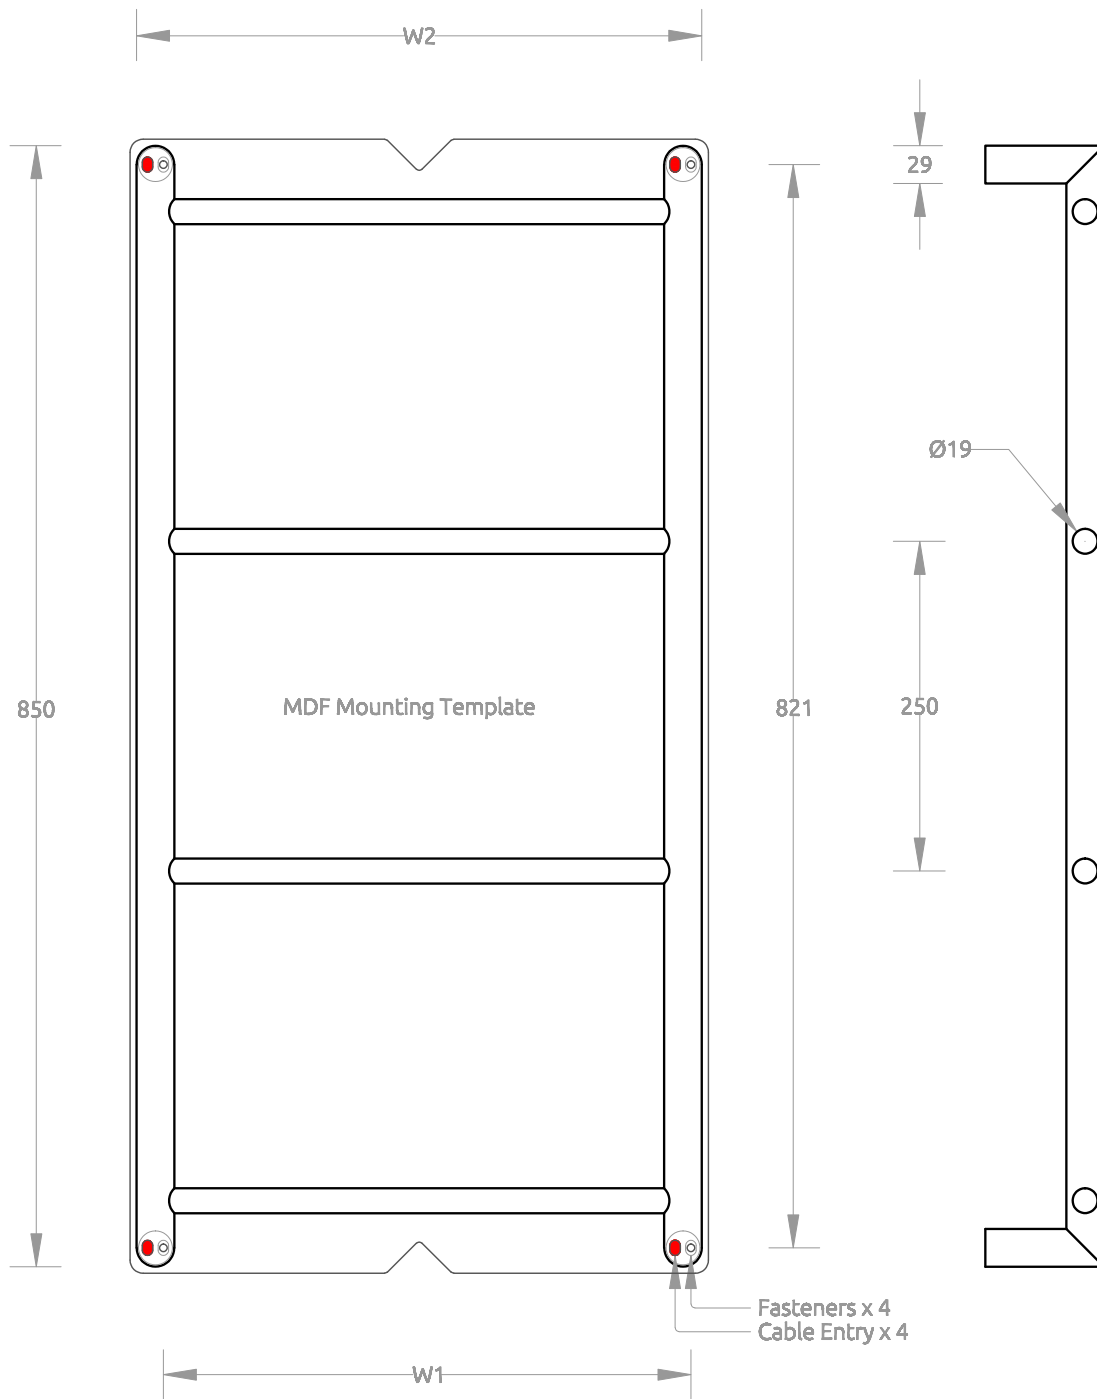 W2
29
Ø19
850
MDF Mounting Template
821
250
Fasteners x 4
Cable Entry x 4
W1